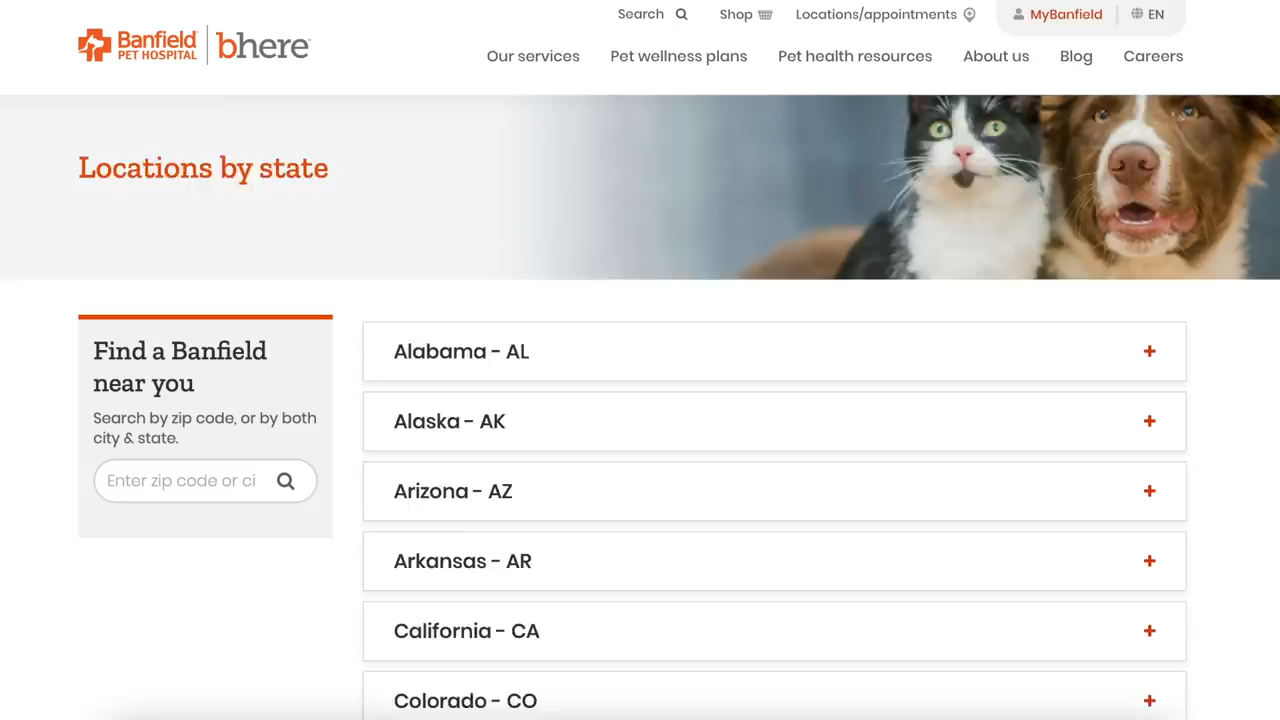 Search Shop Locations/appointments MyBanfield EN
Banfield PET HOSPITAL bhere
Our services Pet wellness plans Pet health resources About us Blog Careers
Locations by state
Find a Banfield
near you
Search by zip code, or by both
city & state.
Enter zip code or ci
Alabama - AL
Alaska - AK
Arizona - AZ
Arkansas - AR
California - CA
Colorado - CO